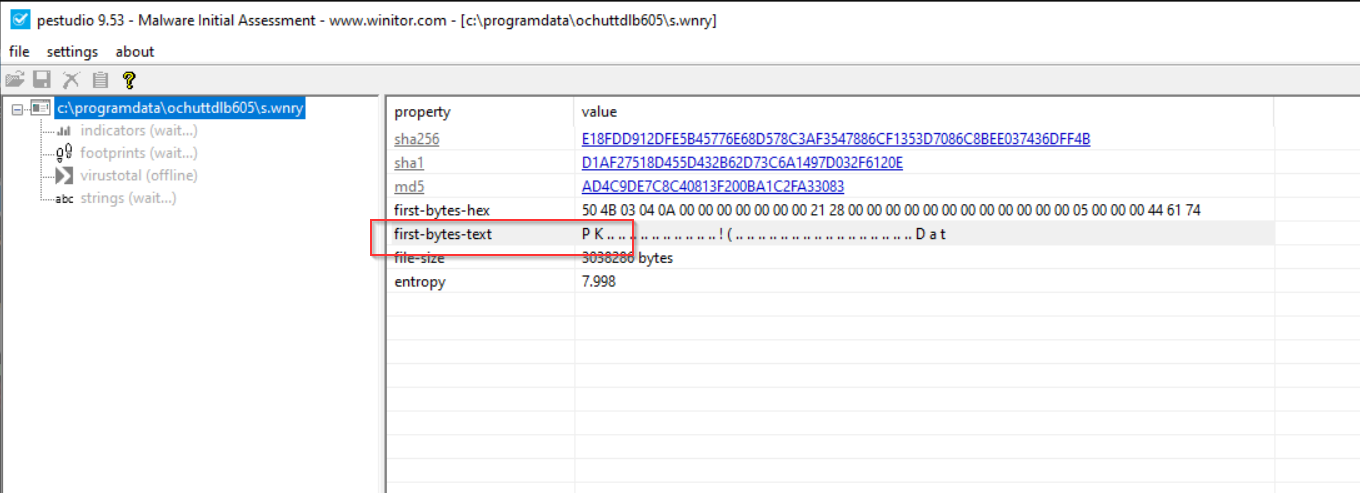 pestudio 9.53 - Malware Initial Assessment - www.winitor.com - [c:\programdata\ochuttdlb605\s.wnry]
file settings about
c:\programdata\ochuttdlb605\s.wnry
indicators (wait...)
footprints (wait...)
virustotal (offline)
abc strings (wait...)
property value
sha256 E18FDD912DFE5B45776E68D578C3AF3547886CF1353D7086C8BEE037436DFF4B
sha1 D1AF27518D455D432B62D73C6A1497D032F6120E
md5 AD4C9DE7C8C40813F200BA1C2FA33083
first-bytes-hex 50 4B 03 04 0A 00 00 00 00 00 00 00 21 28 00 00 00 00 00 00 00 00 00 00 00 00 05 00 00 00 44 61 74
first-bytes-text P K .. .. .. .. .. .. .. .. .. .. ! ( .. .. .. .. .. .. .. .. .. .. .. .. .. .. .. .. D a t
file-size 3038286 bytes
entropy 7.998